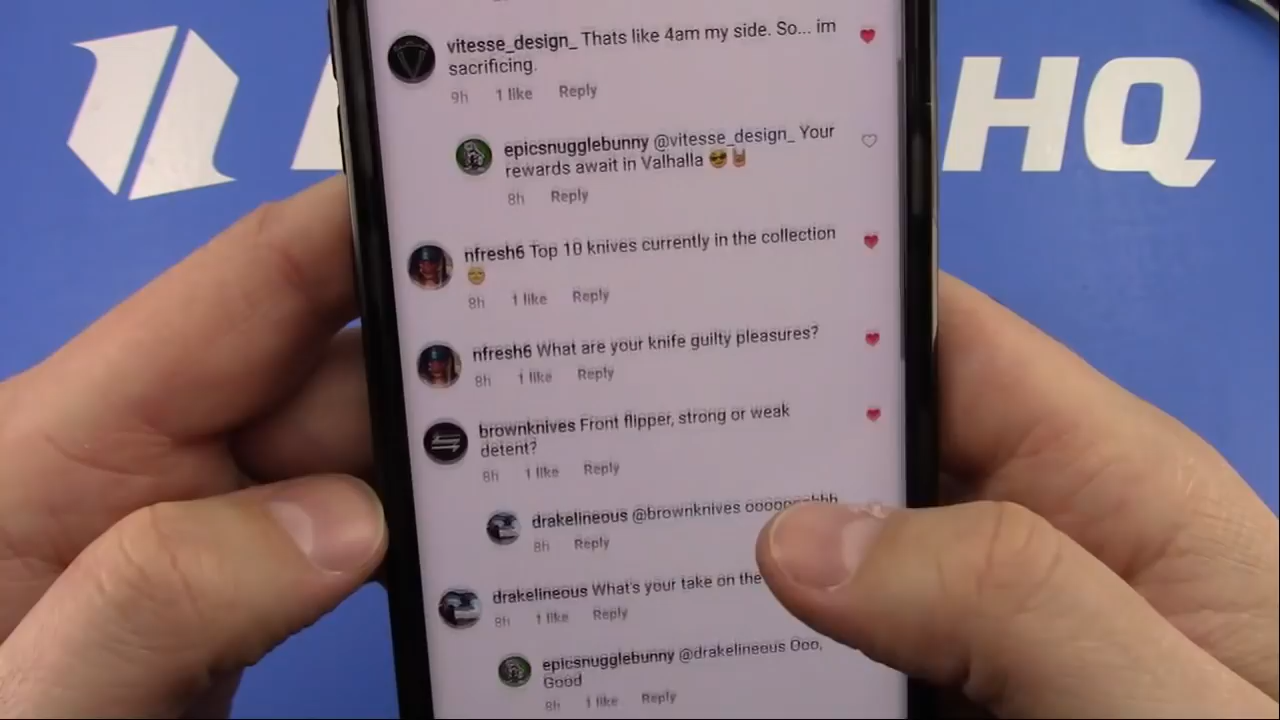 HQ
vitesse_design_ Thats like 4am my side. So... im
sacrificing.
9h 1 like Reply
epicsnugglebunny @vitesse_design_ Your
rewards await in Valhalla 😎🤘
8h Reply
nfresh6 Top 10 knives currently in the collection
😎
8h 1 like Reply
nfresh6 What are your knife guilty pleasures?
8h 1 like Reply
brownknives Front flipper, strong or weak
detent?
8h 1 like Reply
drakelineous @brownknives
8h Reply
drakelineous What's your take on the
8h 1 like Reply
epicsnugglebunny @drakelineous Ooo,
Good
8h 1 like Reply